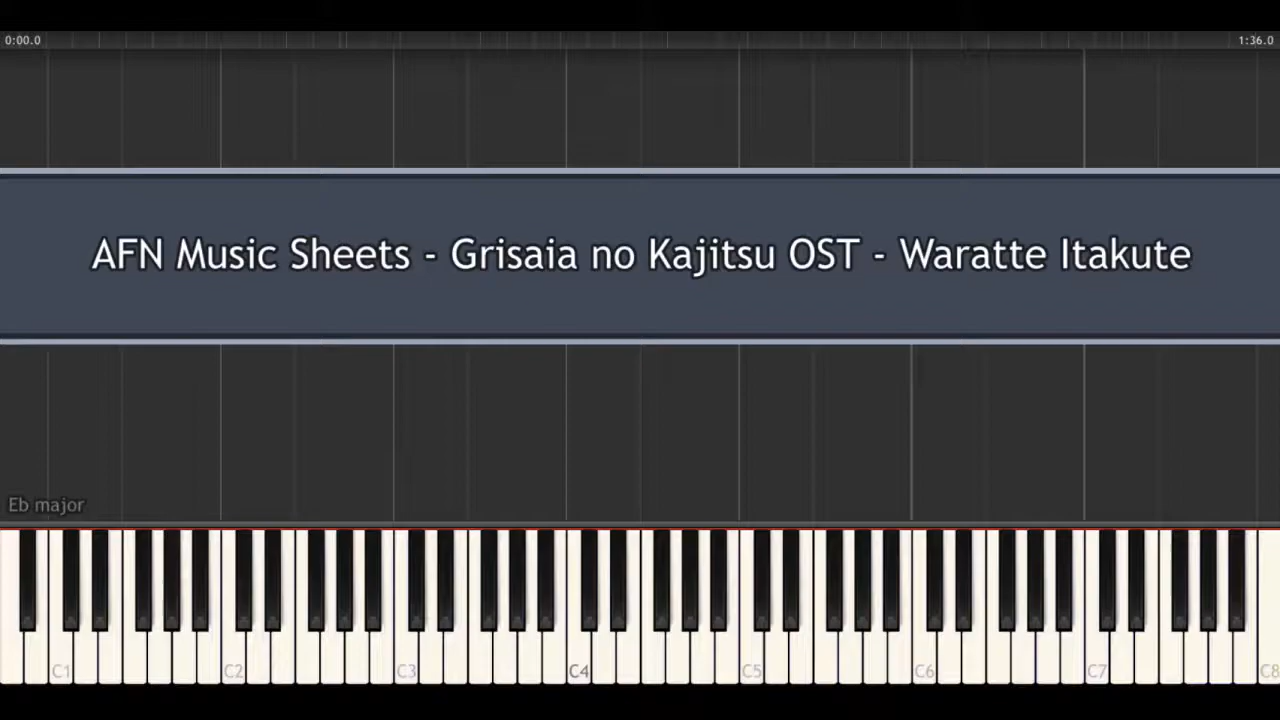 0:00.0 1:36.0
AFN Music Sheets - Grisaia no Kajitsu OST - Waratte Itakute
Eb major
C1 C2 C3 C4 C5 C6 C7 C8